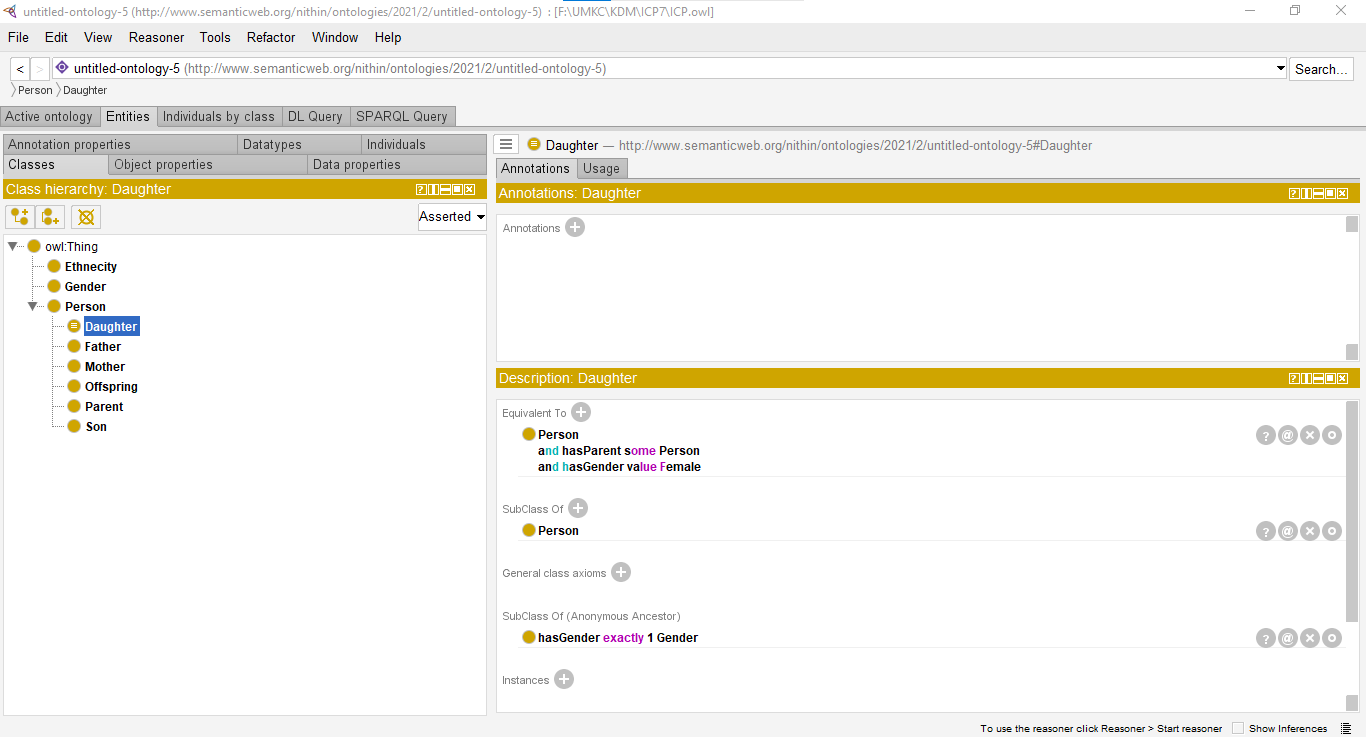 untitled-ontology-5 (http://www.semanticweb.org/nithin/ontologies/2021/2/untitled-ontology-5) : [F:\UMKC\KDM\ICP7\ICP.owl]
File Edit View Reasoner Tools Refactor Window Help
< > untitled-ontology-5 (http://www.semanticweb.org/nithin/ontologies/2021/2/untitled-ontology-5) Search...
Person Daughter
Active ontology Entities Individuals by class DL Query SPARQL Query
Annotation properties Datatypes Individuals
Classes Object properties Data properties
Class hierarchy: Daughter
Asserted
owl:Thing
Ethnecity
Gender
Person
Daughter
Father
Mother
Offspring
Parent
Son
Daughter — http://www.semanticweb.org/nithin/ontologies/2021/2/untitled-ontology-5#Daughter
Annotations Usage
Annotations: Daughter
Annotations
Description: Daughter
Equivalent To
Person
and hasParent some Person
and hasGender value Female
SubClass Of
Person
General class axioms
SubClass Of (Anonymous Ancestor)
hasGender exactly 1 Gender
Instances
To use the reasoner click Reasoner > Start reasoner Show Inferences